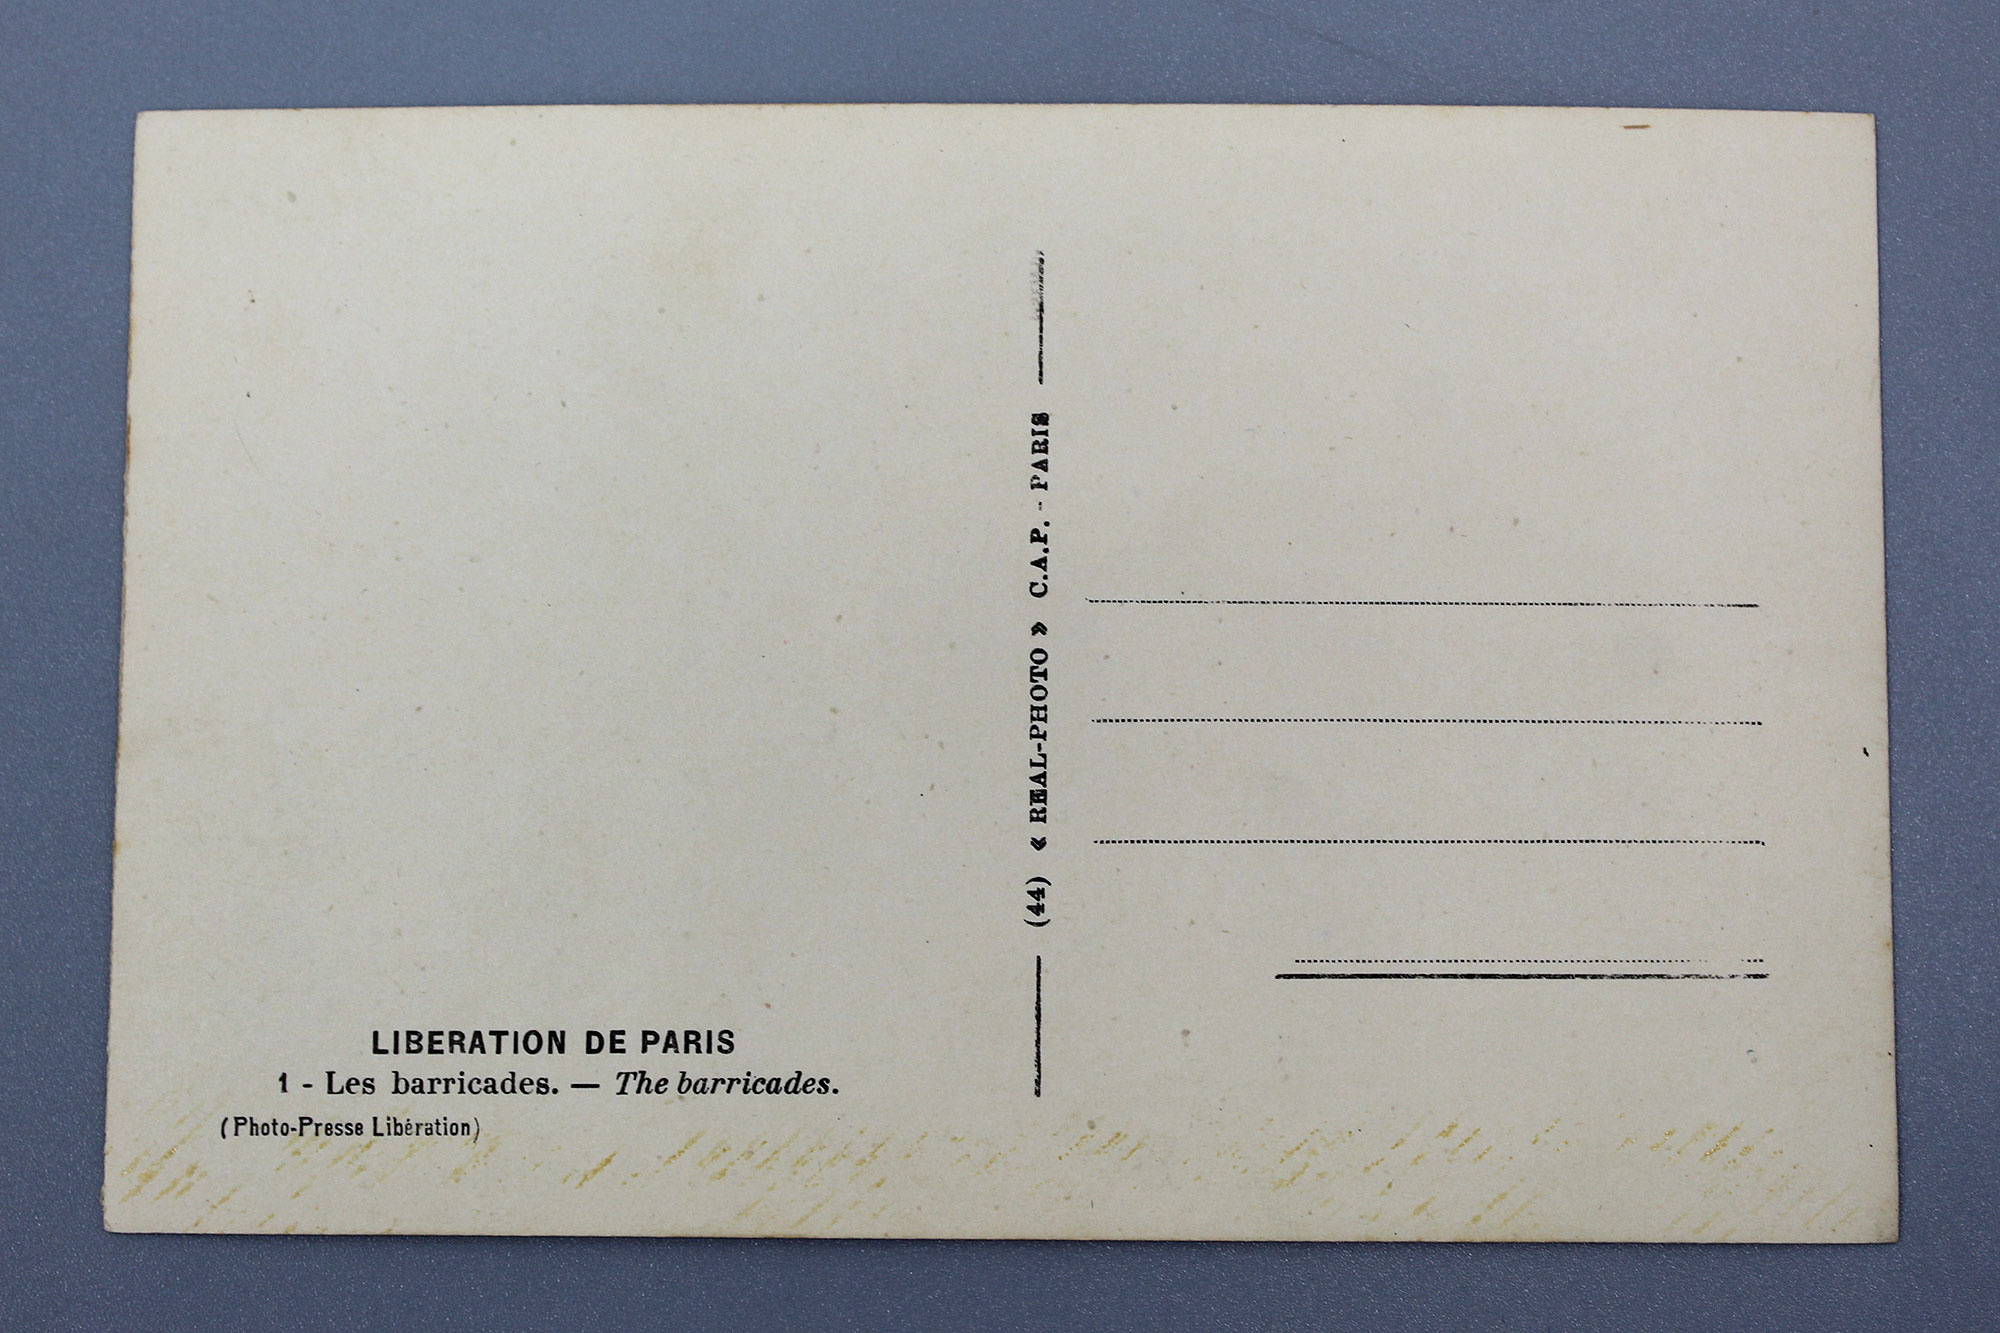 LIBERATION DE PARIS
1 - Les barricades. — The barricades.
(Photo-Presse Libération)
(44) « REAL-PHOTO » C.A.P. - PARIS